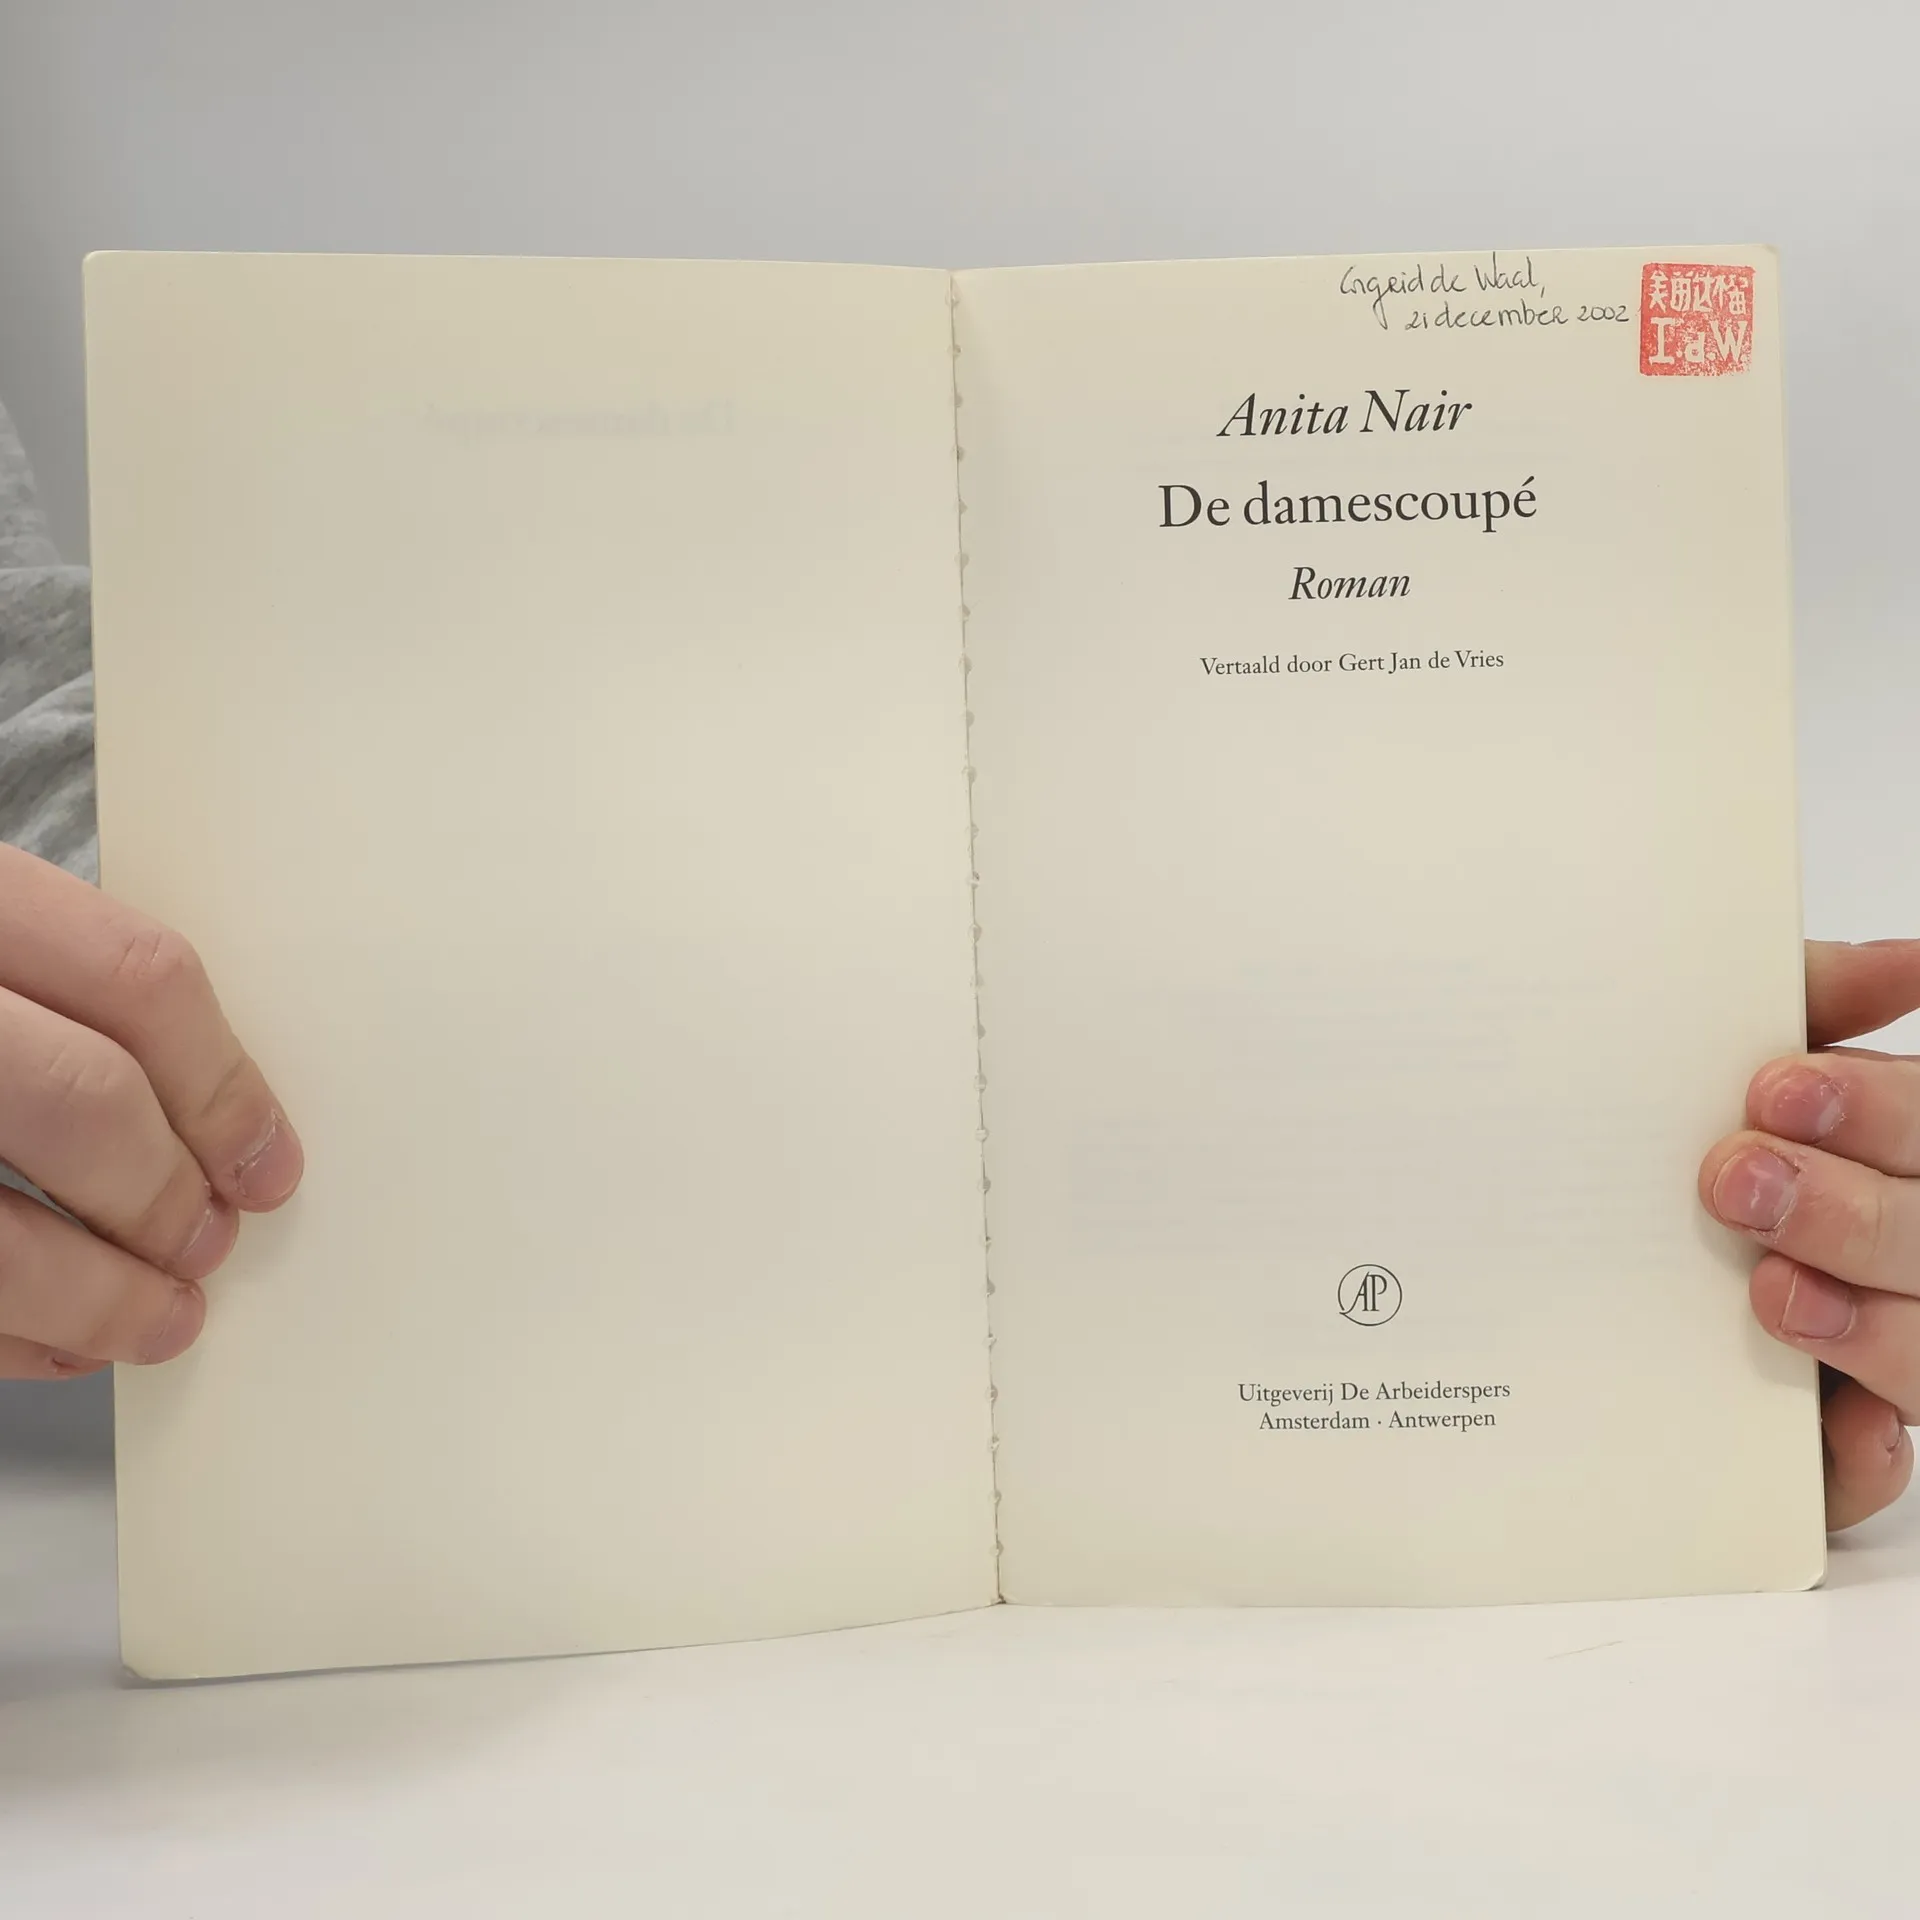 Ingrid de Waal,
21 december 2002
I.d.W.
Anita Nair
De damescoupé
Roman
Vertaald door Gert Jan de Vries
AP
Uitgeverij De Arbeiderspers
Amsterdam · Antwerpen